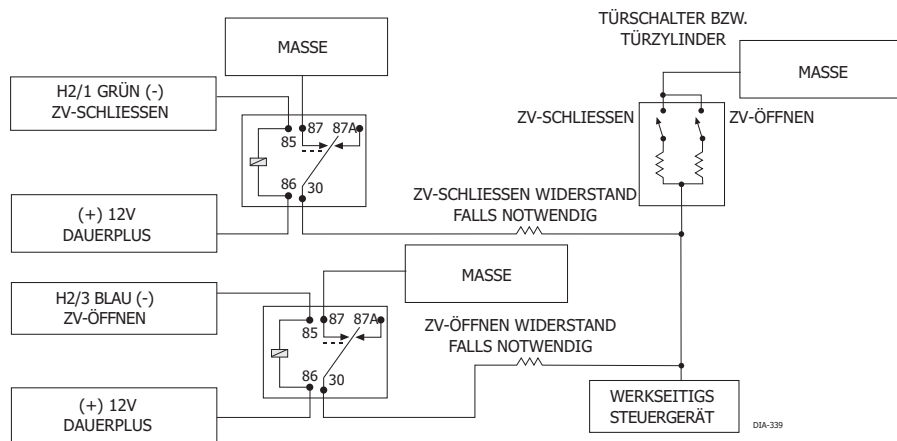 TÜRSCHALTER BZW.
TÜRZYLINDER
MASSE
MASSE
H2/1 GRÜN (-)
ZV-SCHLIESSEN
ZV-SCHLIESSEN
ZV-ÖFFNEN
87
87A
85
86
30
ZV-SCHLIESSEN WIDERSTAND
FALLS NOTWENDIG
(+) 12V
DAUERPLUS
MASSE
H2/3 BLAU (-)
ZV-ÖFFNEN
87
87A
85
86
30
ZV-ÖFFNEN WIDERSTAND
FALLS NOTWENDIG
(+) 12V
DAUERPLUS
WERKSEITIGS
STEUERGERÄT
DIA-339